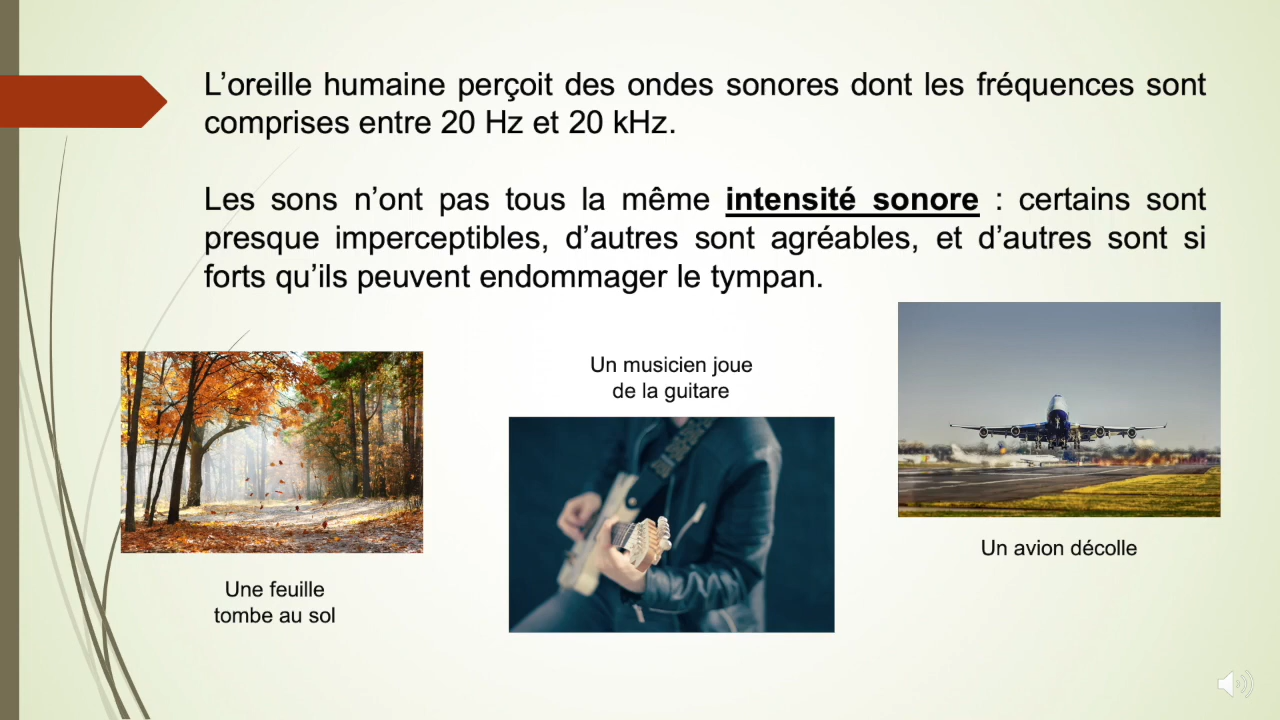 L’oreille humaine perçoit des ondes sonores dont les fréquences sont
comprises entre 20 Hz et 20 kHz.
Les sons n’ont pas tous la même intensité sonore : certains sont
presque imperceptibles, d’autres sont agréables, et d’autres sont si
forts qu’ils peuvent endommager le tympan.
Une feuille
tombe au sol
Un musicien joue
de la guitare
Un avion décolle